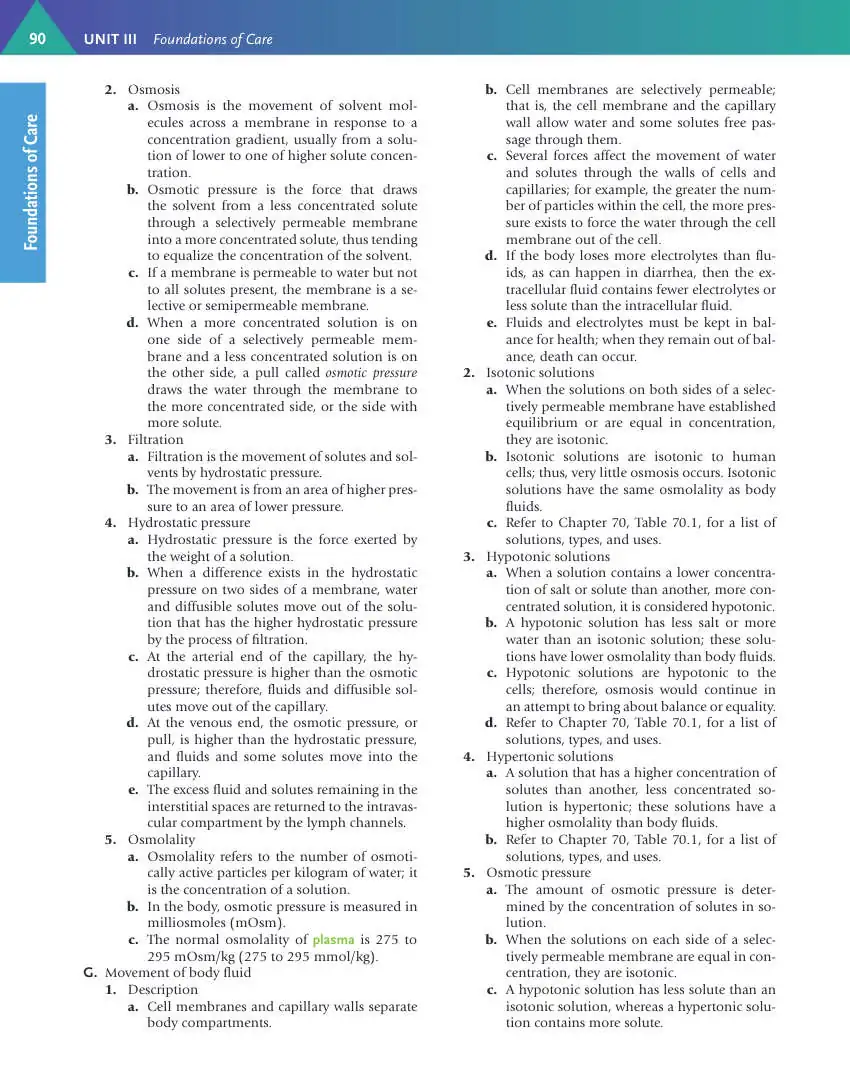 90 UNIT III Foundations of Care
Foundations of Care
2. Osmosis
a. Osmosis is the movement of solvent mol-
ecules across a membrane in response to a
concentration gradient, usually from a solu-
tion of lower to one of higher solute concen-
tration.
b. Osmotic pressure is the force that draws
the solvent from a less concentrated solute
through a selectively permeable membrane
into a more concentrated solute, thus tending
to equalize the concentration of the solvent.
c. If a membrane is permeable to water but not
to all solutes present, the membrane is a se-
lective or semipermeable membrane.
d. When a more concentrated solution is on
one side of a selectively permeable mem-
brane and a less concentrated solution is on
the other side, a pull called osmotic pressure
draws the water through the membrane to
the more concentrated side, or the side with
more solute.
3. Filtration
a. Filtration is the movement of solutes and sol-
vents by hydrostatic pressure.
b. The movement is from an area of higher pres-
sure to an area of lower pressure.
4. Hydrostatic pressure
a. Hydrostatic pressure is the force exerted by
the weight of a solution.
b. When a difference exists in the hydrostatic
pressure on two sides of a membrane, water
and diffusible solutes move out of the solu-
tion that has the higher hydrostatic pressure
by the process of filtration.
c. At the arterial end of the capillary, the hy-
drostatic pressure is higher than the osmotic
pressure; therefore, fluids and diffusible sol-
utes move out of the capillary.
d. At the venous end, the osmotic pressure, or
pull, is higher than the hydrostatic pressure,
and fluids and some solutes move into the
capillary.
e. The excess fluid and solutes remaining in the
interstitial spaces are returned to the intravas-
cular compartment by the lymph channels.
5. Osmolality
a. Osmolality refers to the number of osmoti-
cally active particles per kilogram of water; it
is the concentration of a solution.
b. In the body, osmotic pressure is measured in
milliosmoles (mOsm).
c. The normal osmolality of plasma is 275 to
295 mOsm/kg (275 to 295 mmol/kg).
G. Movement of body fluid
1. Description
a. Cell membranes and capillary walls separate
body compartments.
b. Cell membranes are selectively permeable;
that is, the cell membrane and the capillary
wall allow water and some solutes free pas-
sage through them.
c. Several forces affect the movement of water
and solutes through the walls of cells and
capillaries; for example, the greater the num-
ber of particles within the cell, the more pres-
sure exists to force the water through the cell
membrane out of the cell.
d. If the body loses more electrolytes than flu-
ids, as can happen in diarrhea, then the ex-
tracellular fluid contains fewer electrolytes or
less solute than the intracellular fluid.
e. Fluids and electrolytes must be kept in bal-
ance for health; when they remain out of bal-
ance, death can occur.
2. Isotonic solutions
a. When the solutions on both sides of a selec-
tively permeable membrane have established
equilibrium or are equal in concentration,
they are isotonic.
b. Isotonic solutions are isotonic to human
cells; thus, very little osmosis occurs. Isotonic
solutions have the same osmolality as body
fluids.
c. Refer to Chapter 70, Table 70.1, for a list of
solutions, types, and uses.
3. Hypotonic solutions
a. When a solution contains a lower concentra-
tion of salt or solute than another, more con-
centrated solution, it is considered hypotonic.
b. A hypotonic solution has less salt or more
water than an isotonic solution; these solu-
tions have lower osmolality than body fluids.
c. Hypotonic solutions are hypotonic to the
cells; therefore, osmosis would continue in
an attempt to bring about balance or equality.
d. Refer to Chapter 70, Table 70.1, for a list of
solutions, types, and uses.
4. Hypertonic solutions
a. A solution that has a higher concentration of
solutes than another, less concentrated so-
lution is hypertonic; these solutions have a
higher osmolality than body fluids.
b. Refer to Chapter 70, Table 70.1, for a list of
solutions, types, and uses.
5. Osmotic pressure
a. The amount of osmotic pressure is deter-
mined by the concentration of solutes in so-
lution.
b. When the solutions on each side of a selec-
tively permeable membrane are equal in con-
centration, they are isotonic.
c. A hypotonic solution has less solute than an
isotonic solution, whereas a hypertonic solu-
tion contains more solute.